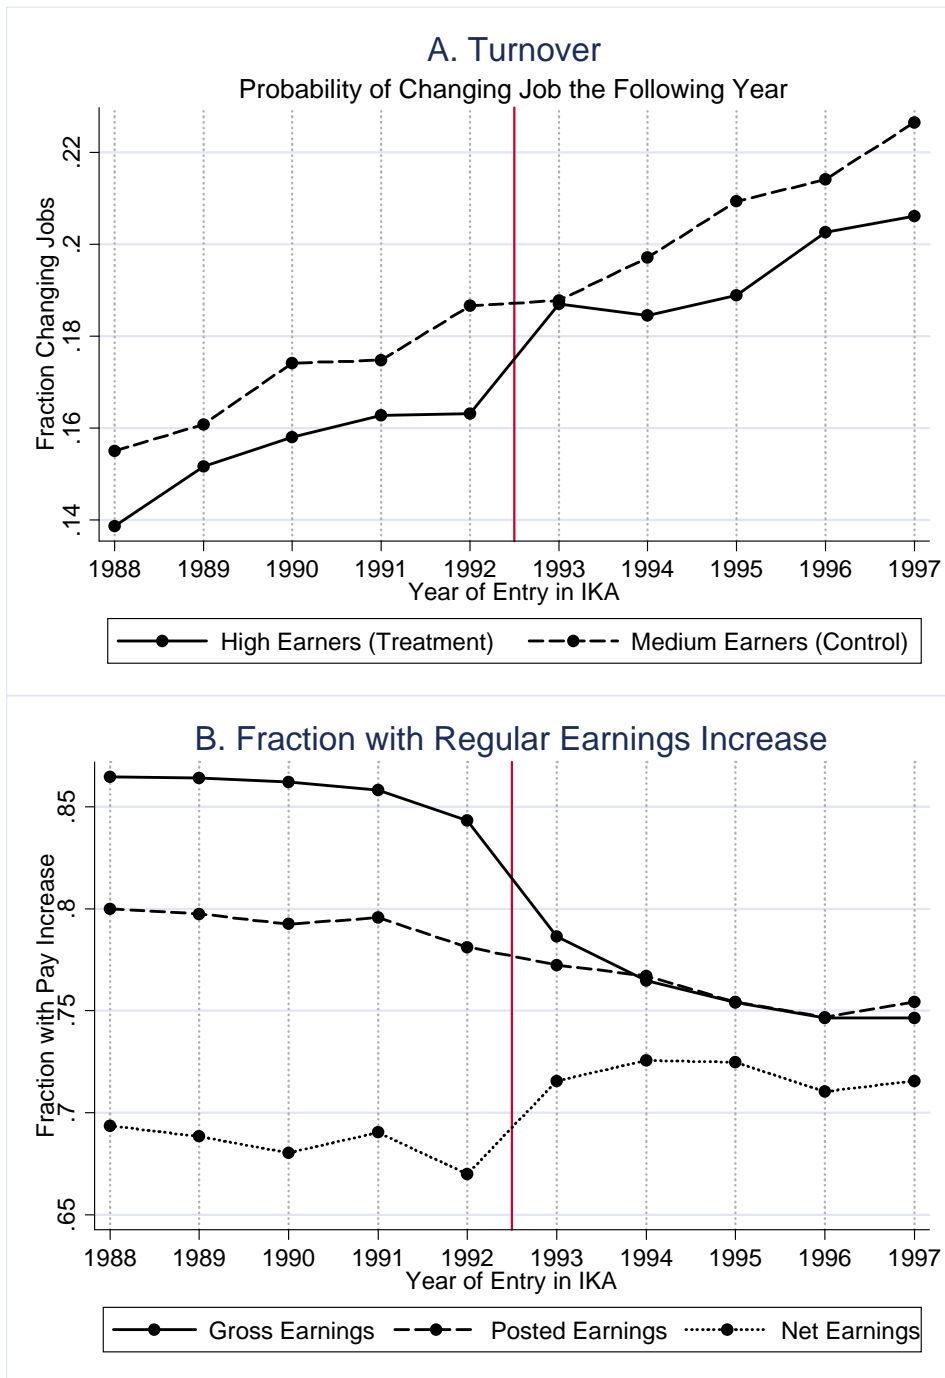 A. Turnover
Probability of Changing Job the Following Year
Fraction Changing Jobs
.22
.2
.18
.16
.14
1988 1989 1990 1991 1992 1993 1994 1995 1996 1997
Year of Entry in IKA
High Earners (Treatment) Medium Earners (Control)
B. Fraction with Regular Earnings Increase
Fraction with Pay Increase
.85
.8
.75
.7
.65
1988 1989 1990 1991 1992 1993 1994 1995 1996 1997
Year of Entry in IKA
Gross Earnings Posted Earnings Net Earnings